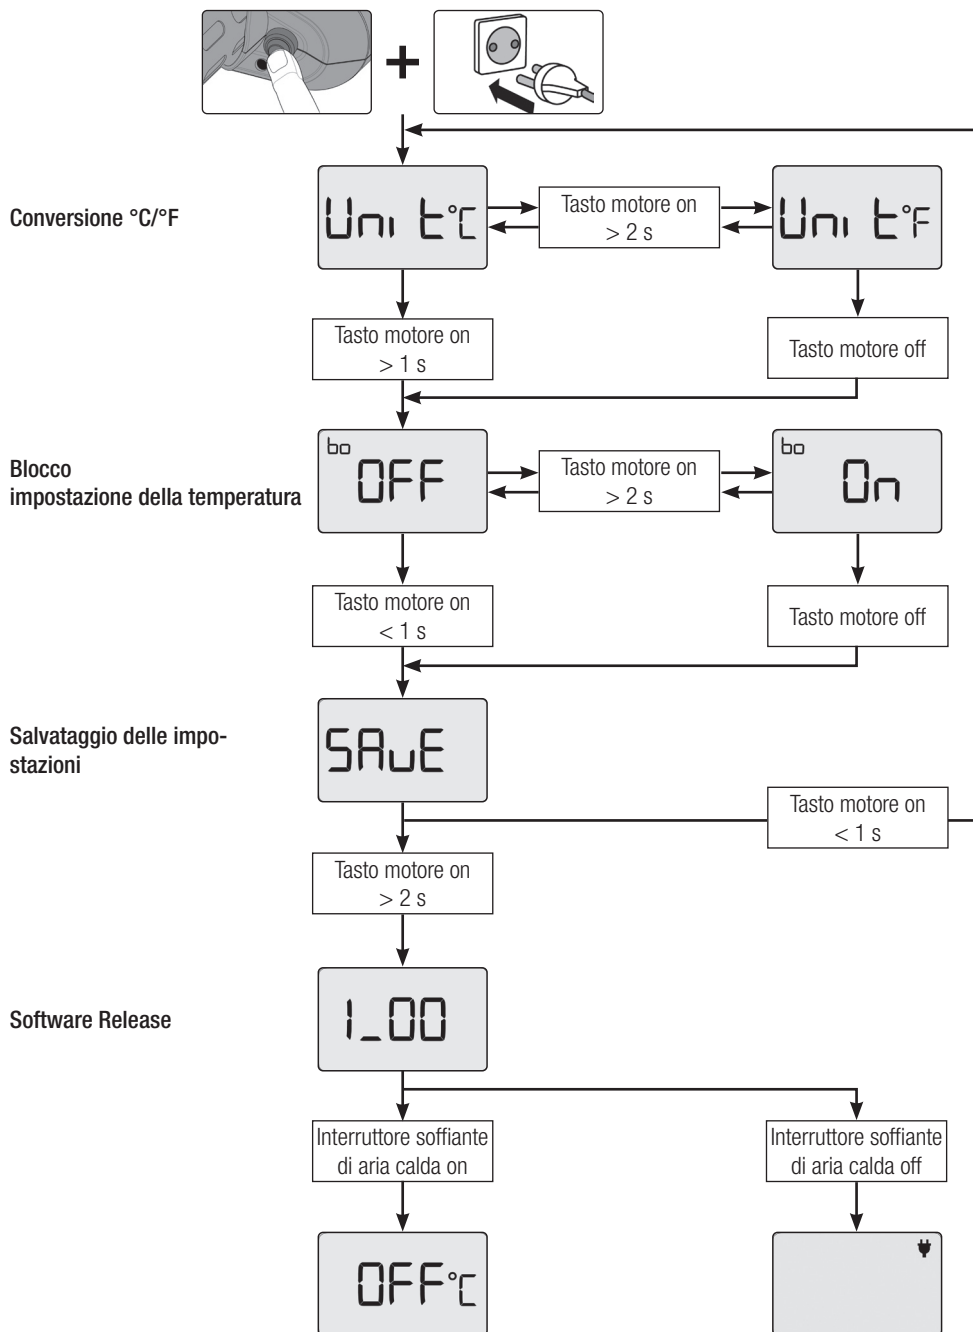 Conversione °C/°F
Unit°C
Tasto motore on
> 2 s
Unit°F
Tasto motore on
> 1 s
Tasto motore off
Blocco
impostazione della temperatura
bo
OFF
Tasto motore on
> 2 s
bo
On
Tasto motore on
< 1 s
Tasto motore off
Salvataggio delle impo-
stazioni
SAvE
Tasto motore on
< 1 s
Tasto motore on
> 2 s
Software Release
1_00
Interruttore soffiante
di aria calda on
Interruttore soffiante
di aria calda off
OFF°C